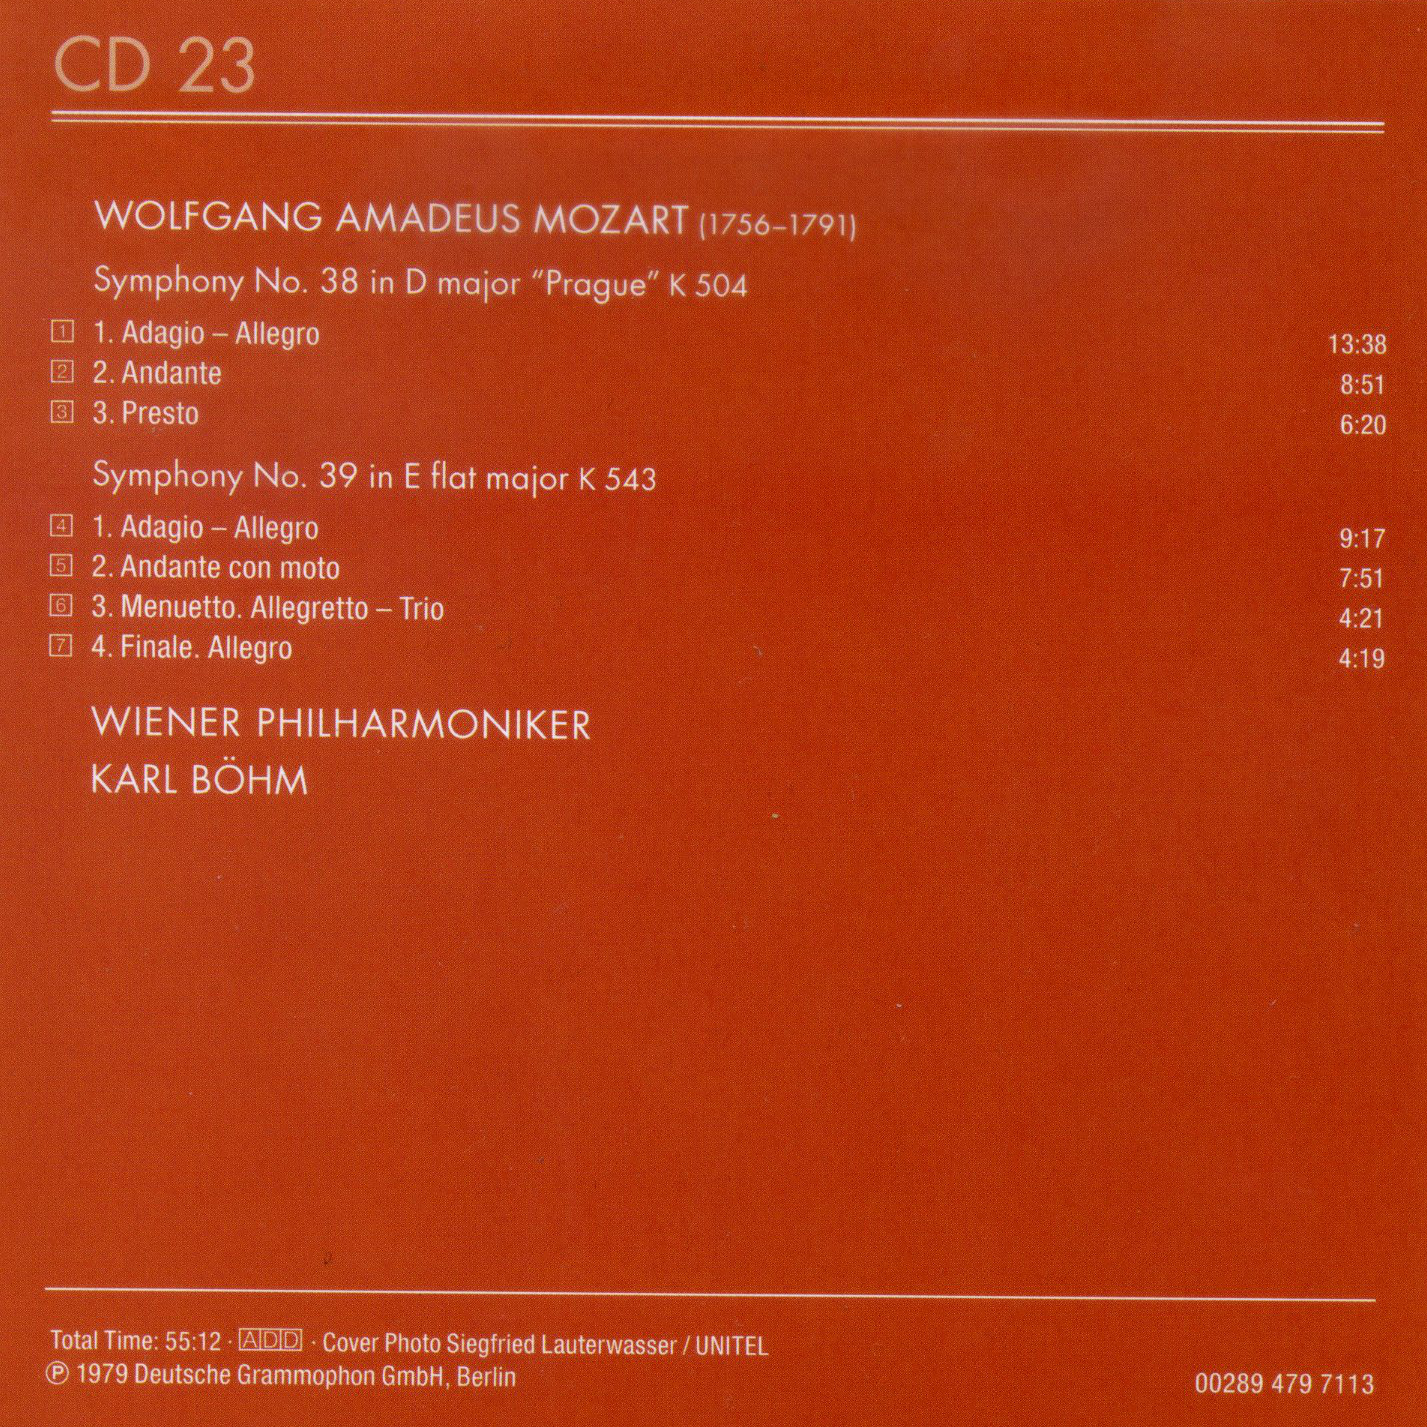 CD 23
WOLFGANG AMADEUS MOZART (1756–1791)
Symphony No. 38 in D major “Prague” K 504
1 1. Adagio – Allegro 13:38
2 2. Andante 8:51
3 3. Presto 6:20
Symphony No. 39 in E flat major K 543
4 1. Adagio – Allegro 9:17
5 2. Andante con moto 7:51
6 3. Menuetto. Allegretto – Trio 4:21
7 4. Finale. Allegro 4:19
WIENER PHILHARMONIKER
KARL BÖHM
Total Time: 55:12 · ADD · Cover Photo Siegfried Lauterwasser / UNITEL
℗ 1979 Deutsche Grammophon GmbH, Berlin 00289 479 7113